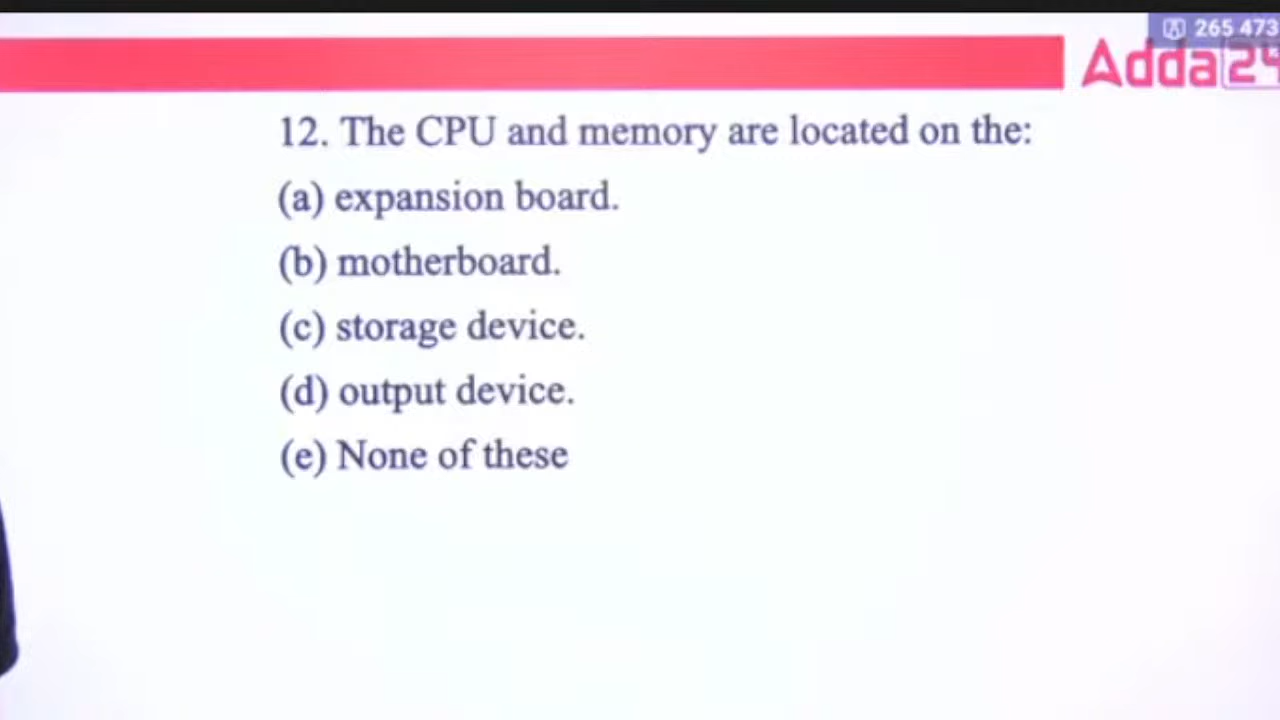 265 473
Adda24
12. The CPU and memory are located on the:
(a) expansion board.
(b) motherboard.
(c) storage device.
(d) output device.
(e) None of these